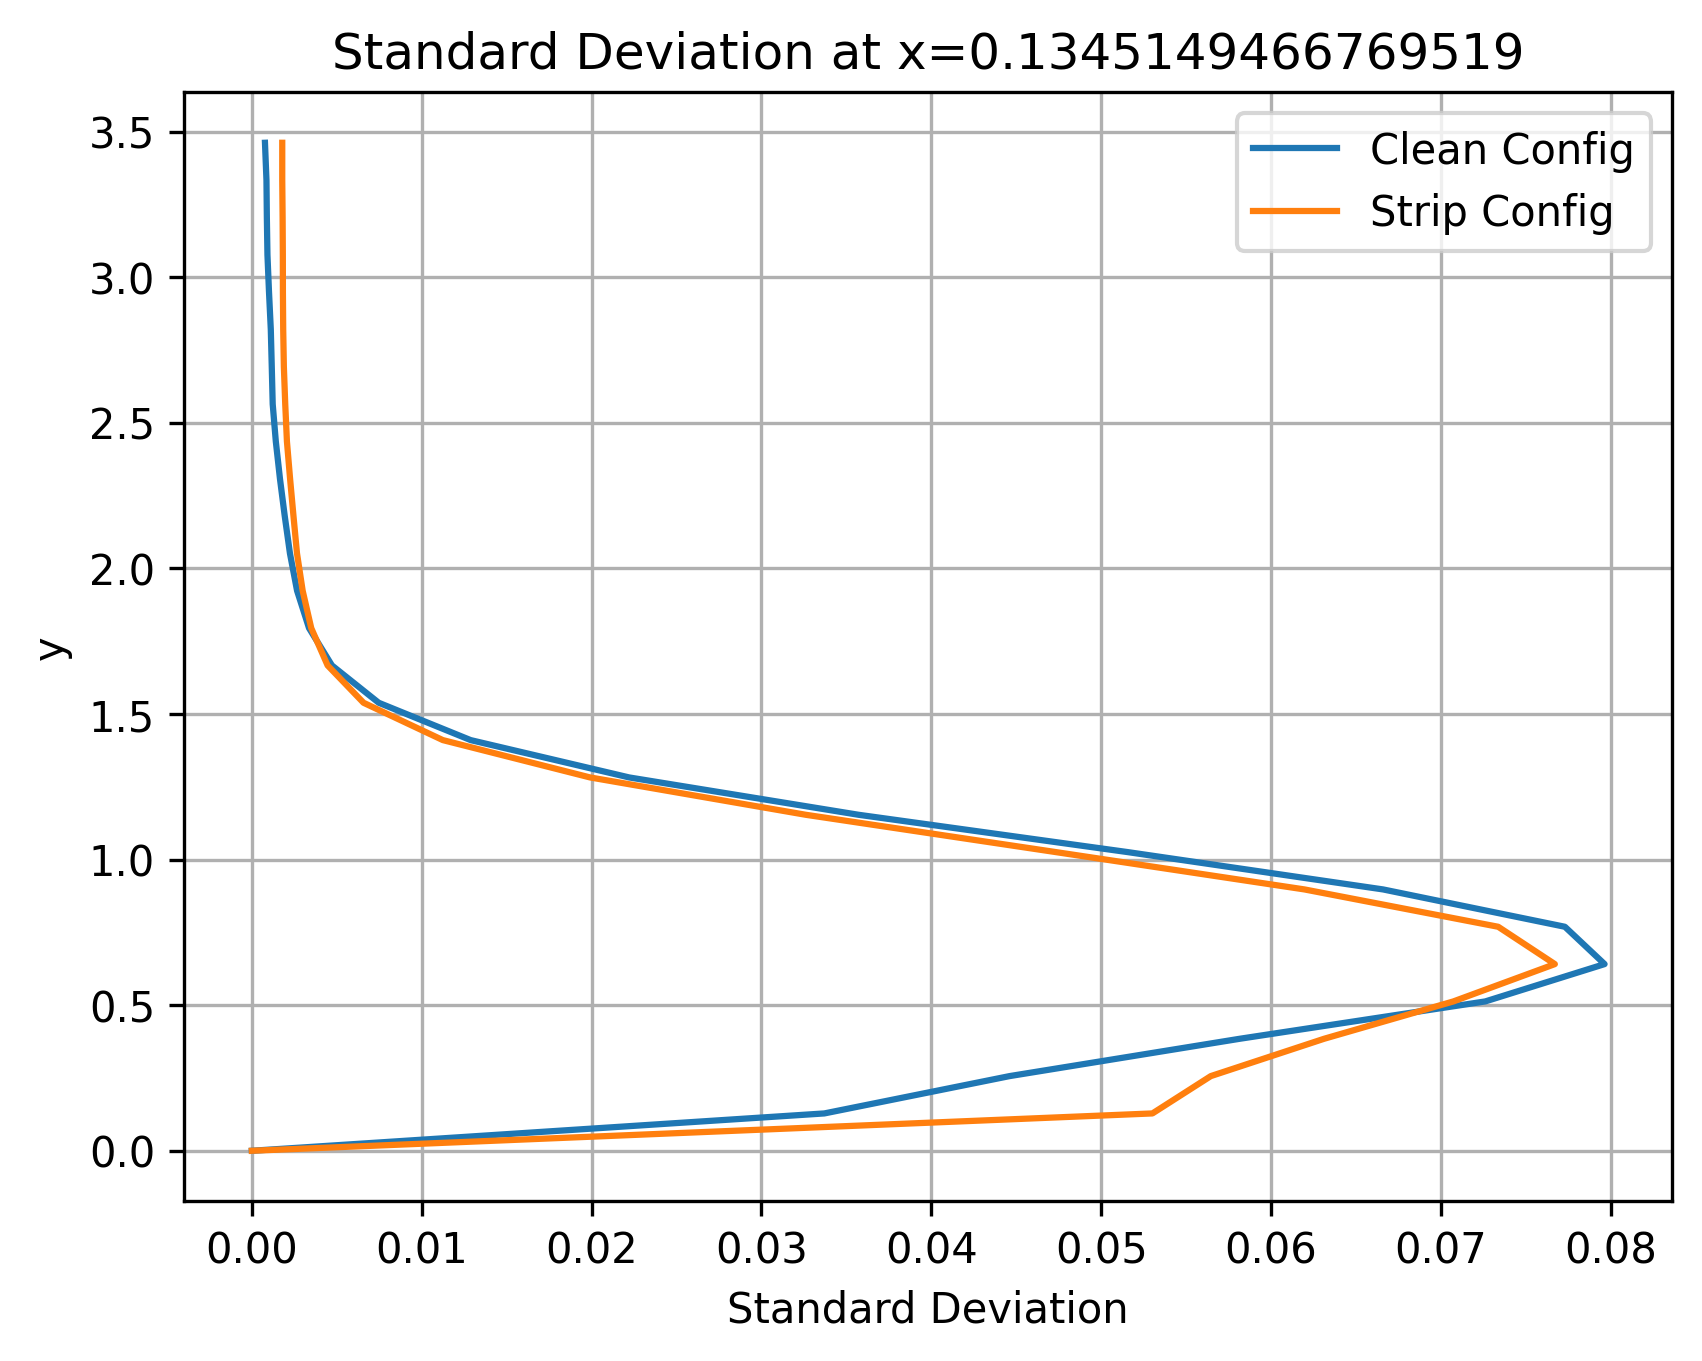 Standard Deviation at x=0.1345149466769519
Clean Config
Strip Config
3.5
3.0
2.5
2.0
1.5
1.0
0.5
0.0
y
0.00 0.01 0.02 0.03 0.04 0.05 0.06 0.07 0.08
Standard Deviation